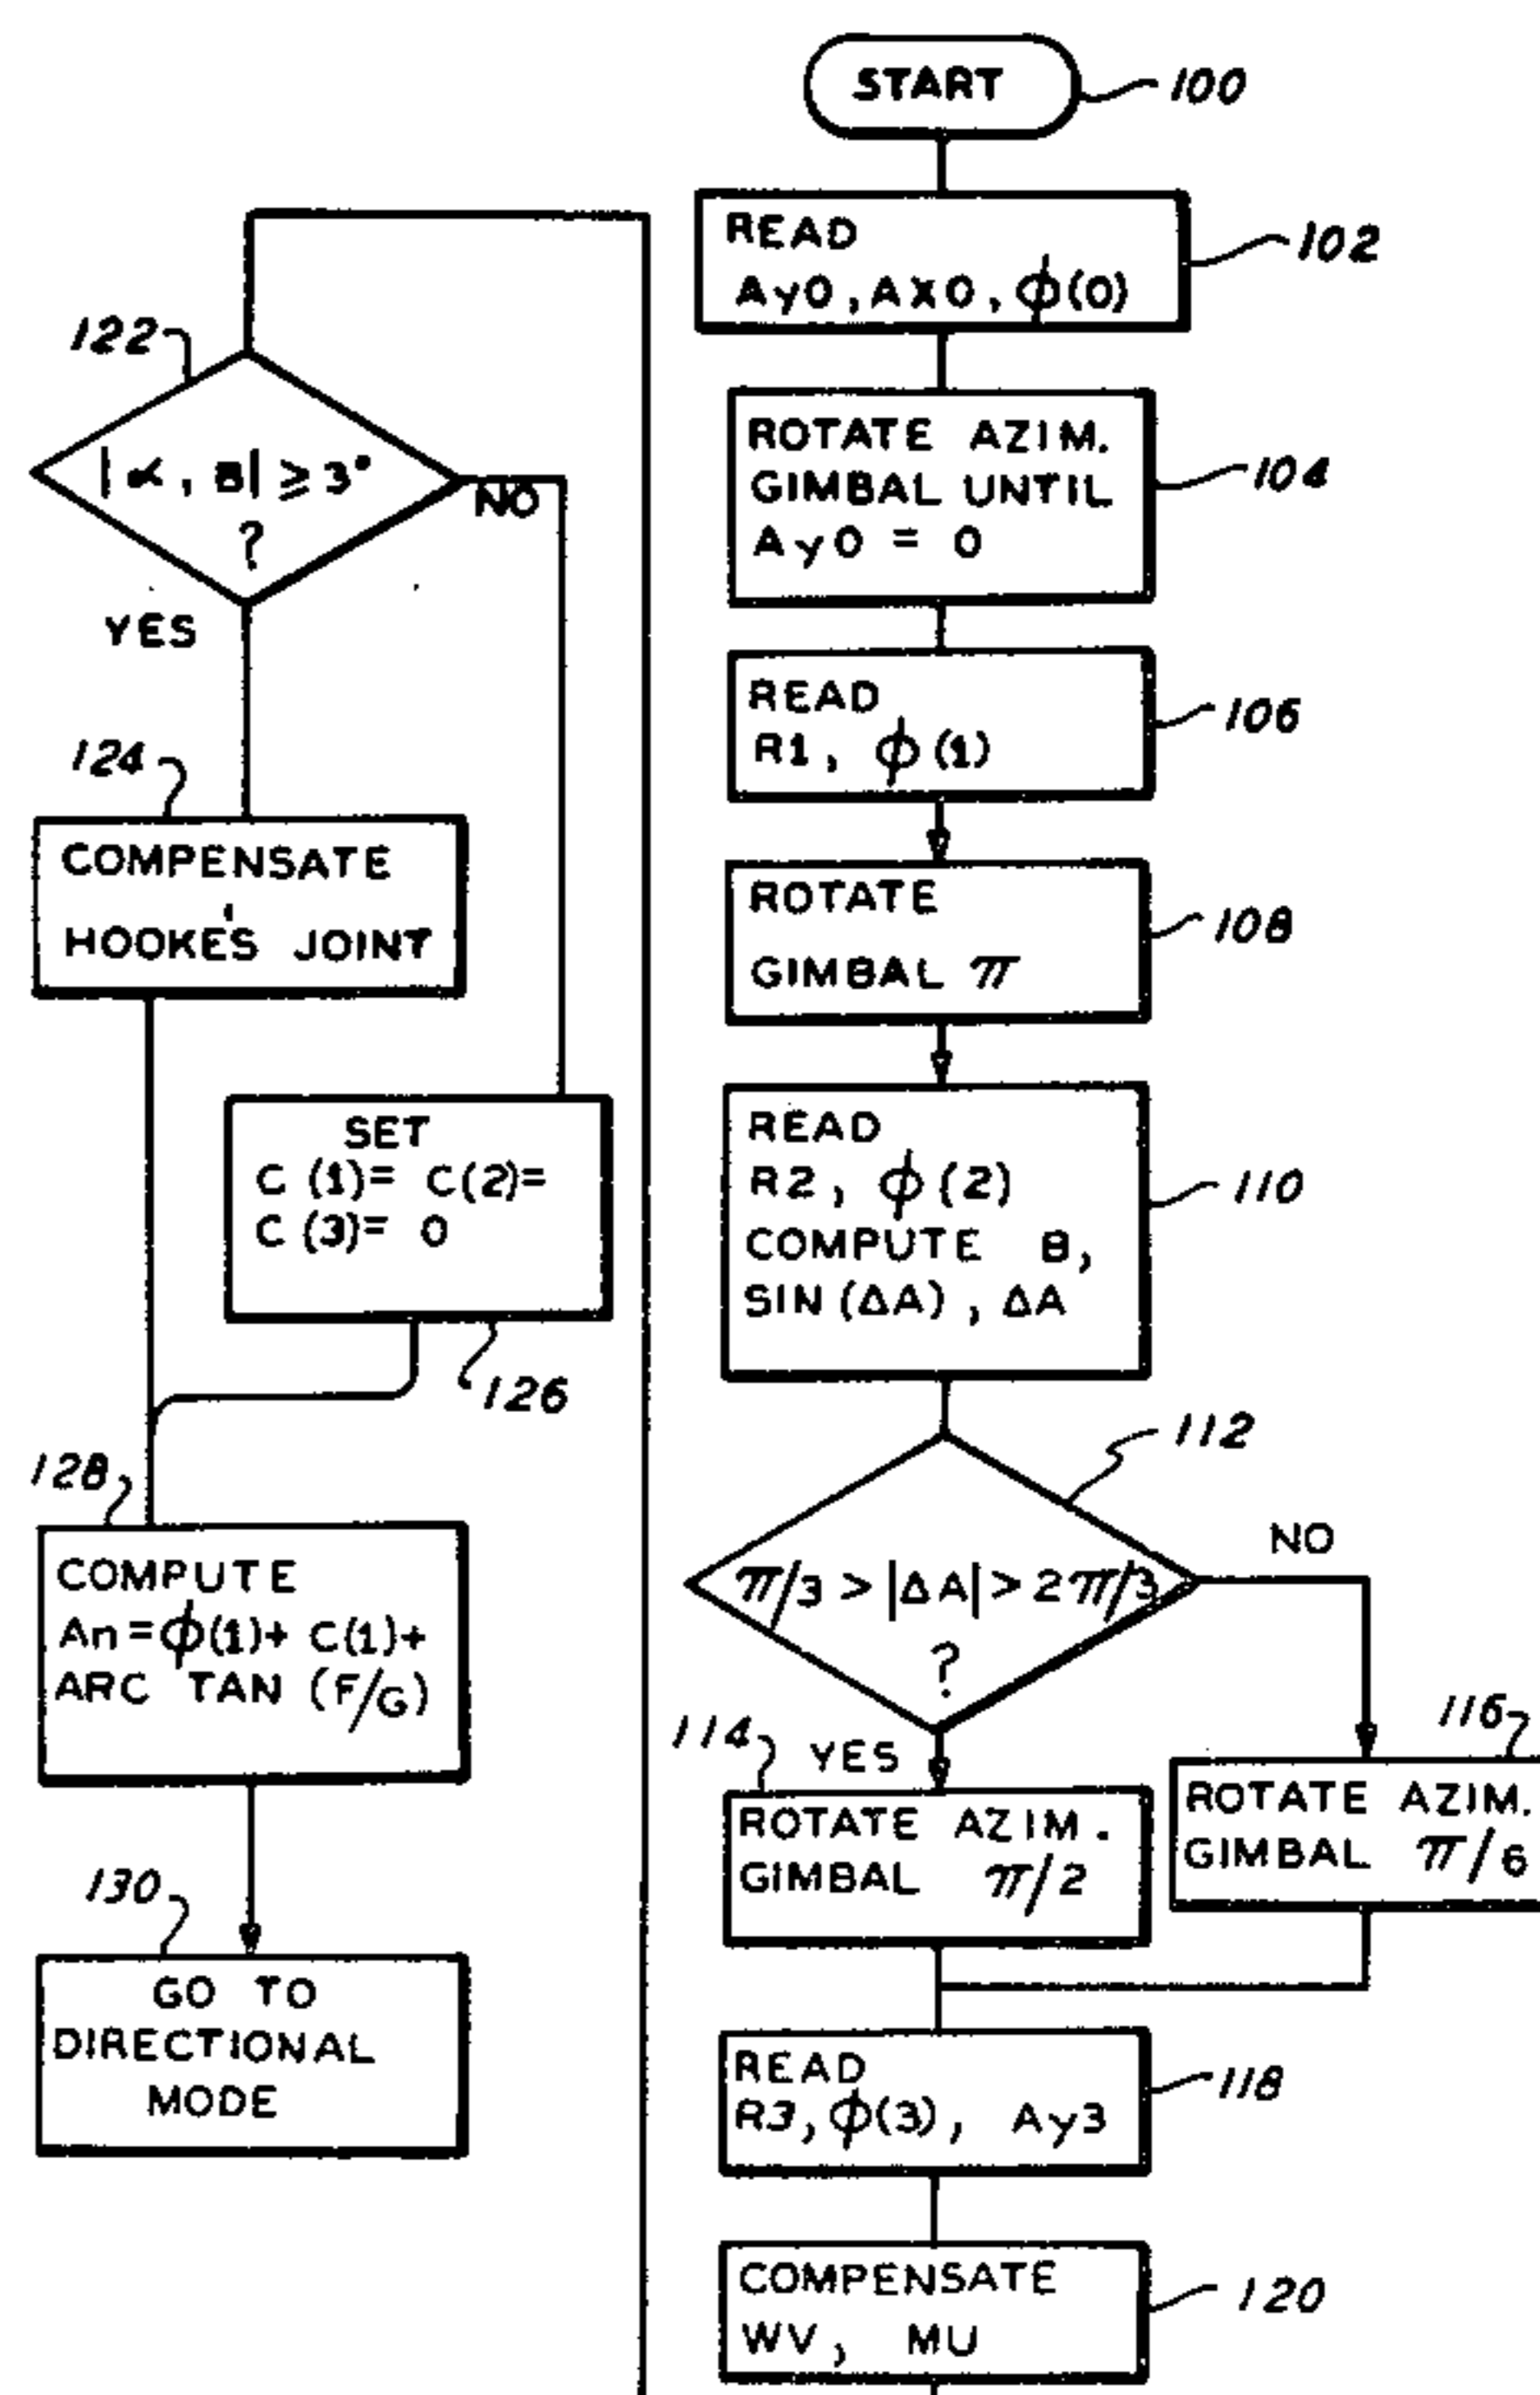 START
100
READ
Ay0, AX0, ϕ(0)
102
ROTATE AZIM.
GIMBAL UNTIL
Ay0 = 0
104
READ
R1, ϕ(1)
106
ROTATE
GIMBAL π
108
READ
R2, ϕ(2)
COMPUTE B,
SIN(ΔA), ΔA
110
112
π/3 > |ΔA| > 2π/3
?
NO
YES
114
ROTATE AZIM.
GIMBAL π/2
116
ROTATE AZIM.
GIMBAL π/6
READ
R3, ϕ(3), Ay3
118
COMPENSATE
WV, MU
120
122
|α, B| ≥ 3°
?
NO
YES
124
COMPENSATE
HOOKE'S JOINT
SET
C(1)= C(2)=
C(3)= 0
126
128
COMPUTE
An=ϕ(1)+ C(1)+
ARC TAN (F/G)
130
GO TO
DIRECTIONAL
MODE